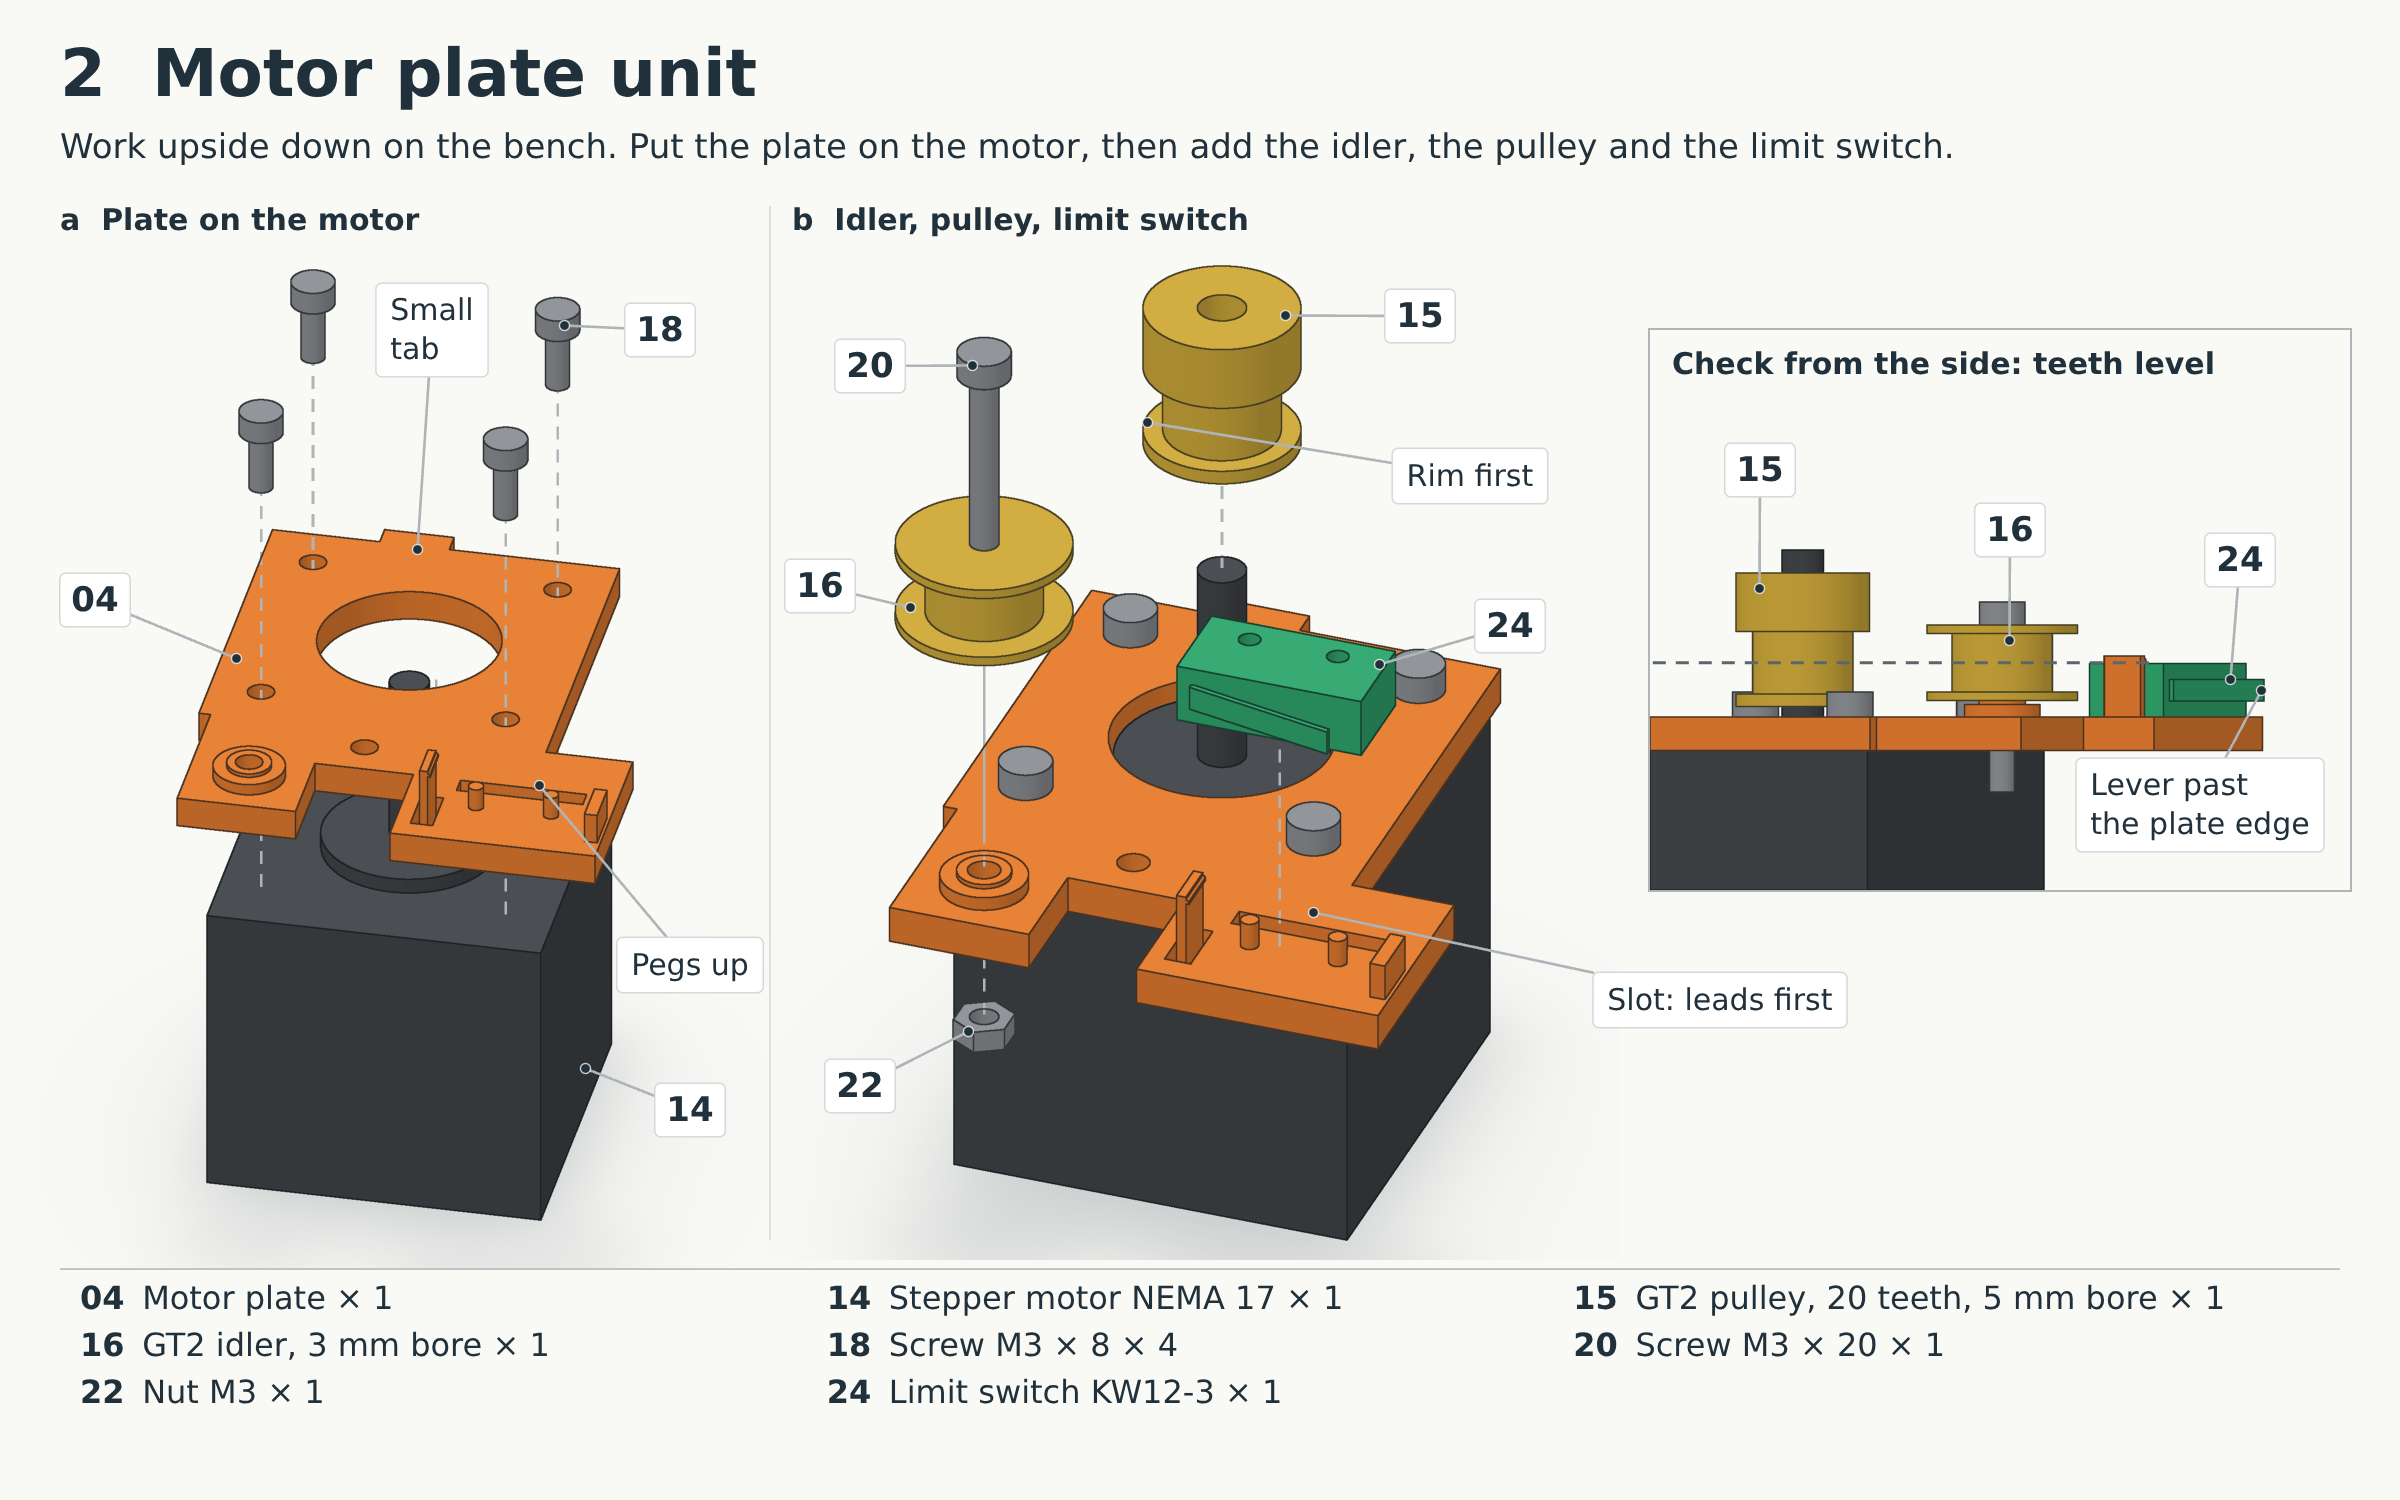 2 Motor plate unit
Work upside down on the bench. Put the plate on the motor, then add the idler, the pulley and the limit switch.
a Plate on the motor
Small
tab
18
04
Pegs up
14
b Idler, pulley, limit switch
15
20
Rim first
16
24
Slot: leads first
22
Check from the side: teeth level
15
16
24
Lever past
the plate edge
04 Motor plate × 1
14 Stepper motor NEMA 17 × 1
15 GT2 pulley, 20 teeth, 5 mm bore × 1
16 GT2 idler, 3 mm bore × 1
18 Screw M3 × 8 × 4
20 Screw M3 × 20 × 1
22 Nut M3 × 1
24 Limit switch KW12-3 × 1